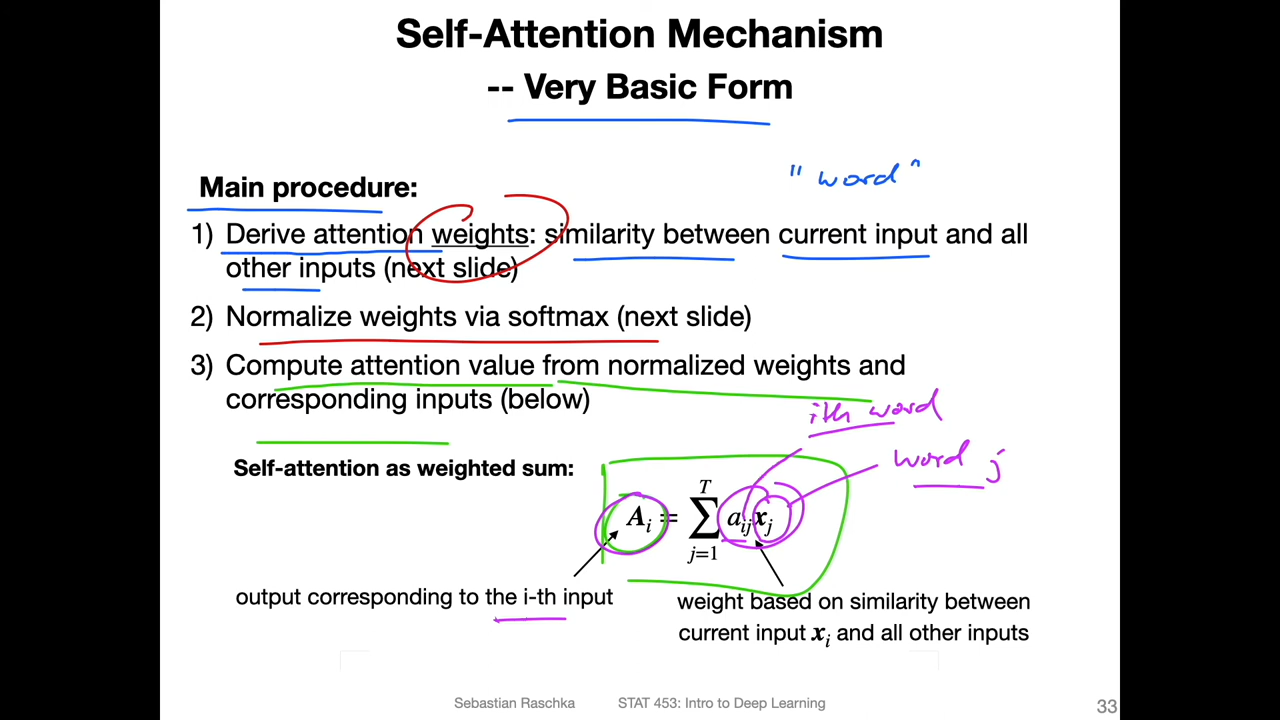 Self-Attention Mechanism
-- Very Basic Form
"word"
Main procedure:
1) Derive attention weights: similarity between current input and all
other inputs (next slide)
2) Normalize weights via softmax (next slide)
3) Compute attention value from normalized weights and
corresponding inputs (below)
ith word
word j
Self-attention as weighted sum:
A_i = \sum_{j=1}^{T} a_{ij} x_j
output corresponding to the i-th input
weight based on similarity between
current input x_i and all other inputs
Sebastian Raschka STAT 453: Intro to Deep Learning 33